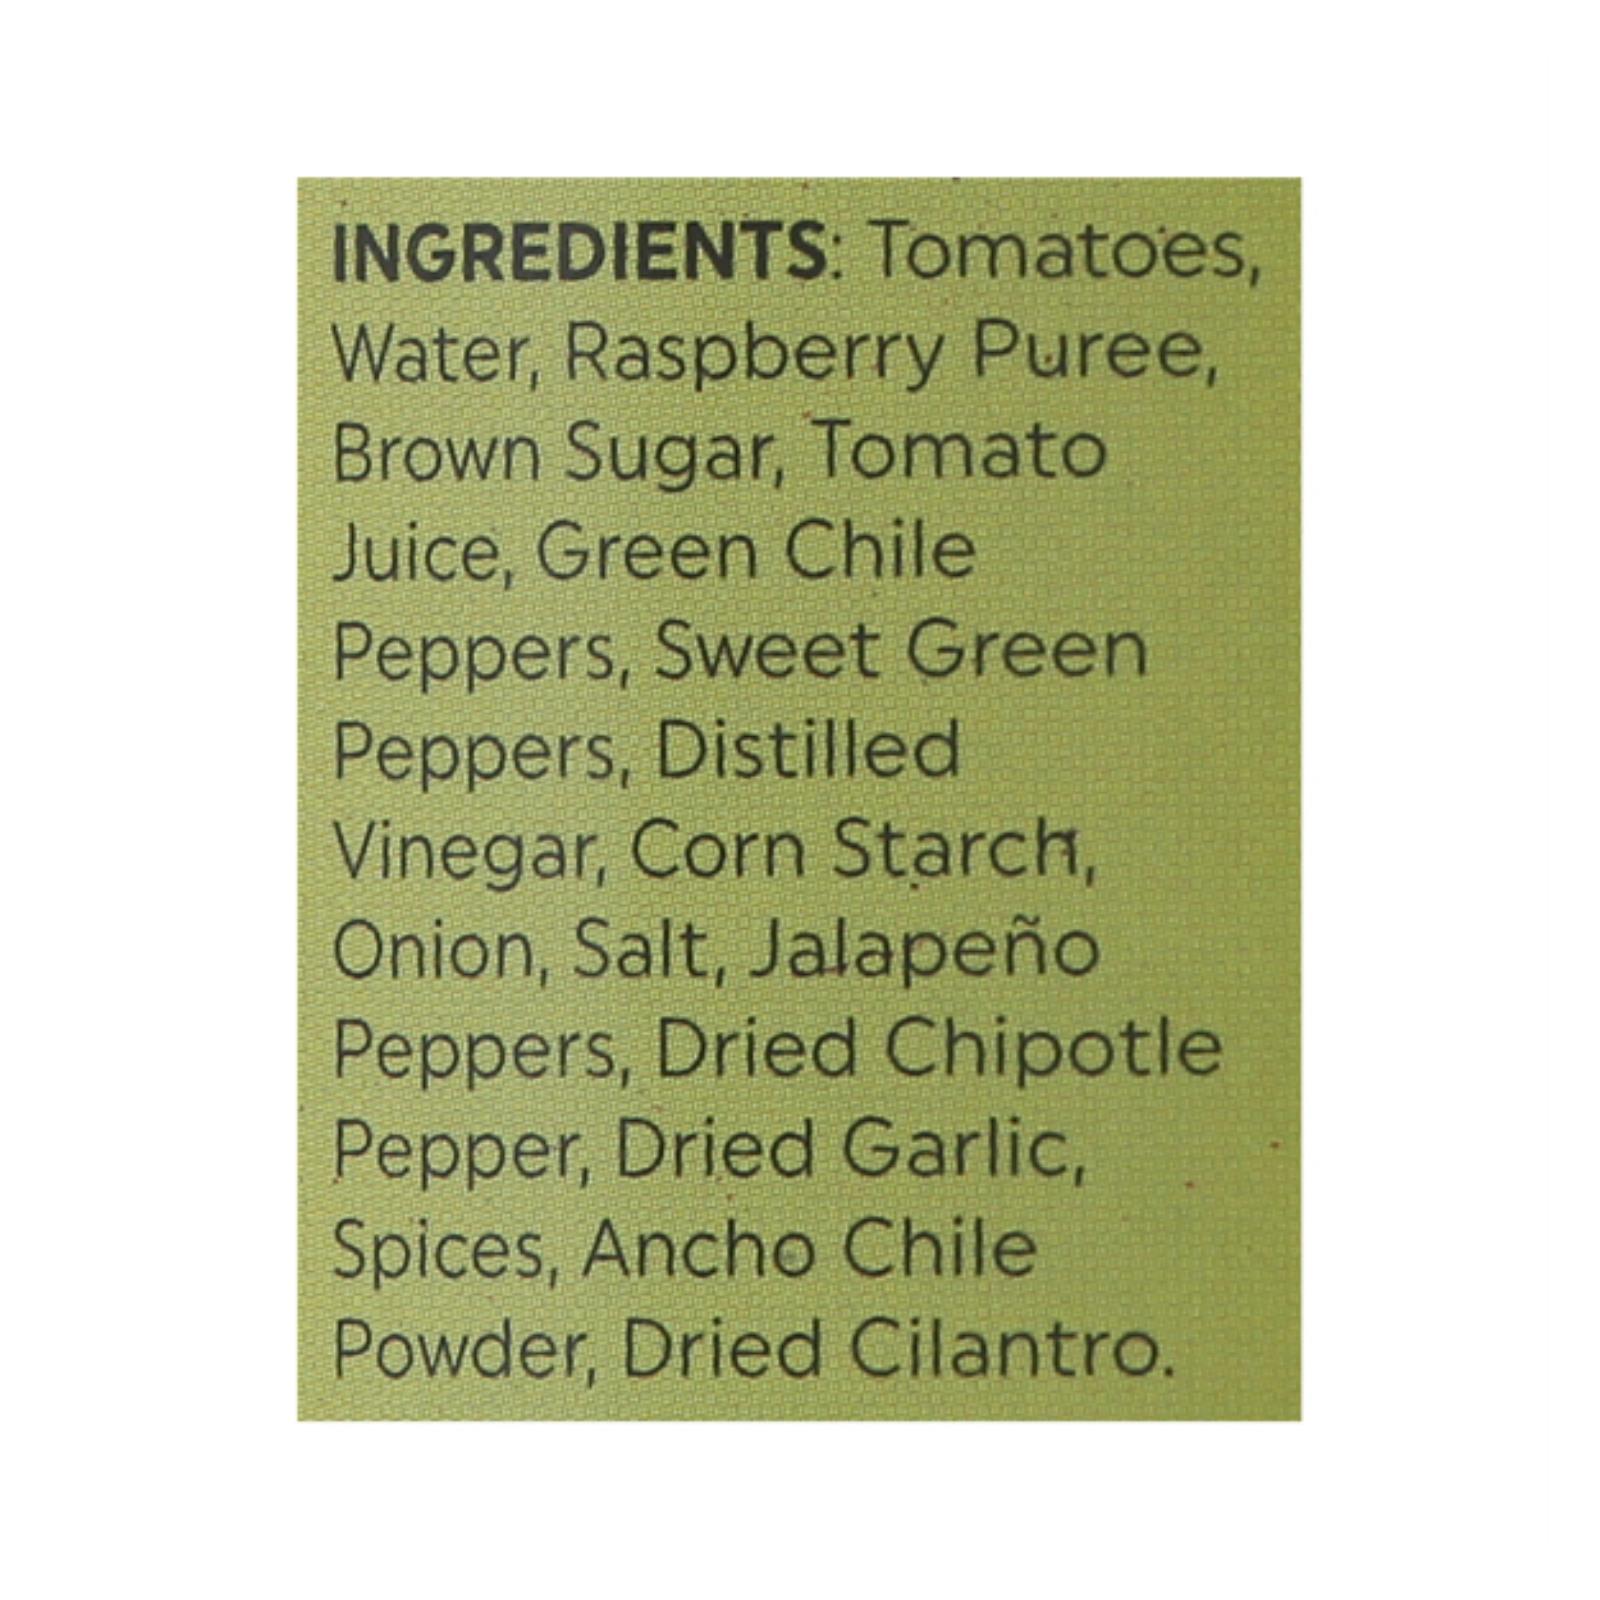 INGREDIENTS: Tomatoes,
Water, Raspberry Puree,
Brown Sugar, Tomato
Juice, Green Chile
Peppers, Sweet Green
Peppers, Distilled
Vinegar, Corn Starch,
Onion, Salt, Jalapeño
Peppers, Dried Chipotle
Pepper, Dried Garlic,
Spices, Ancho Chile
Powder, Dried Cilantro.